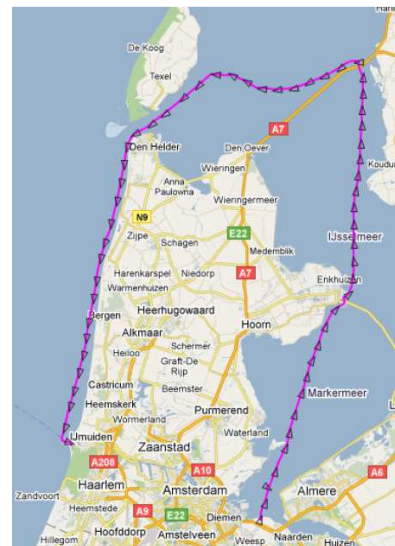 Harl
De Koog
Texel
A7
Den Helder
Den Oever
Koudum
Anna
Paulowna
Wieringen
Wieringermeer
N9
Zijpe
Schagen
E22
IJsselmeer
Medemblik
Harenkarspel
Niedorp
A7
Enkhuizen
Warmenhuizen
Bergen
Heerhugowaard
Hoorn
Alkmaar
Schermer
Heiloo
Graft-De
Rijp
Beemster
Markermeer
Castricum
Heemskerk
Purmerend
Wormerland
Waterland
IJmuiden
Zaanstad
A208
A10
A6
Haarlem
Amsterdam
Almere
Zandvoort
A9
E22
Diemen
Heemstede
Naarden
Weesp
Hoofddorp
Amstelveen
Huizen
Hillegom